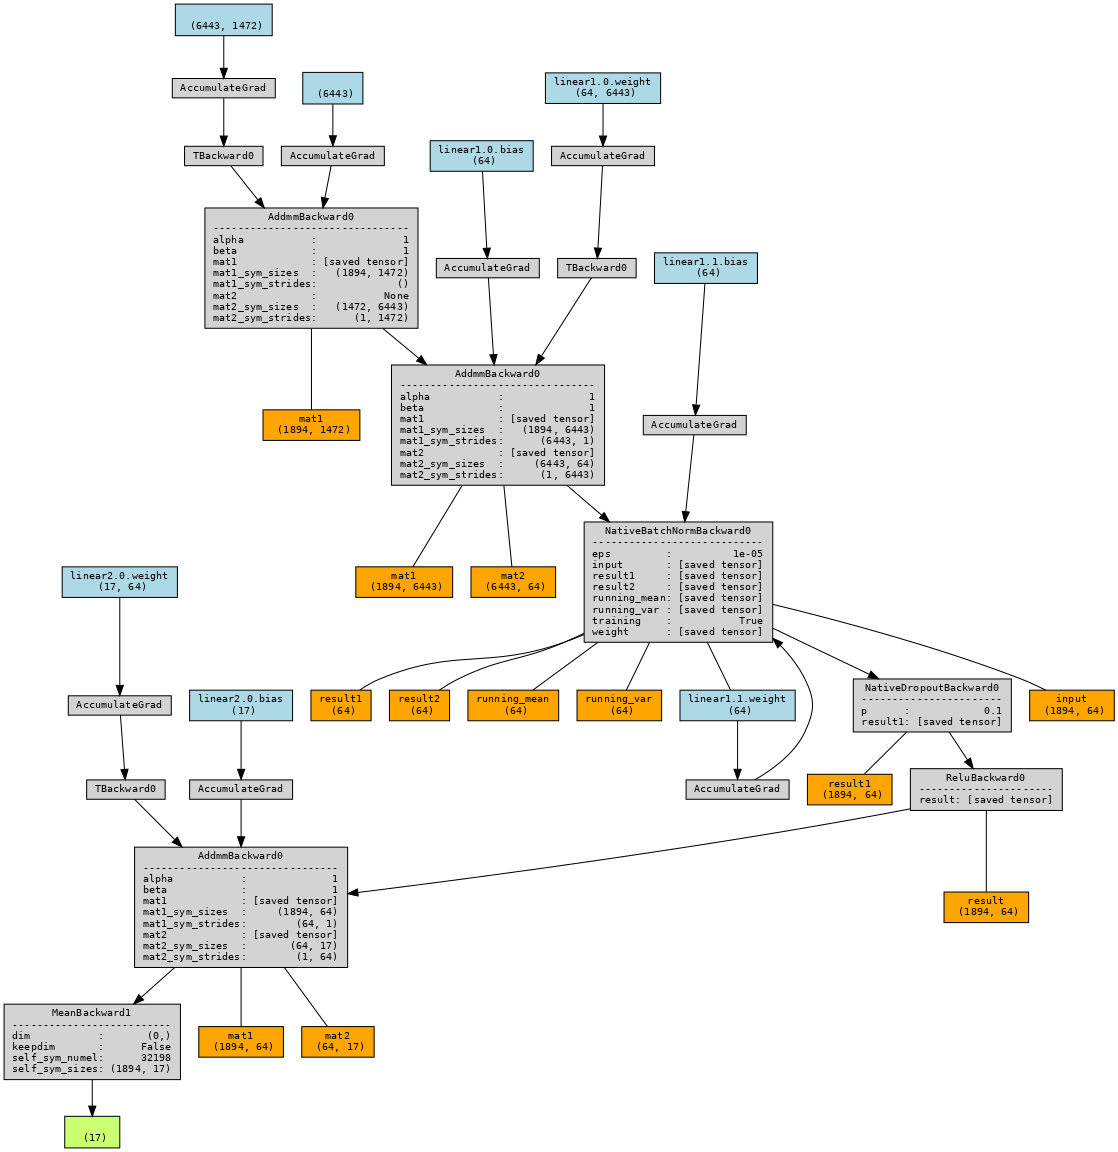 (6443, 1472)
AccumulateGrad
(6443)
linear1.0.weight
(64, 6443)
TBackward0
AccumulateGrad
linear1.0.bias
(64)
AccumulateGrad
AddmmBackward0
--------------------------------
alpha           :              1
beta            :              1
mat1            : [saved tensor]
mat1_sym_sizes  :   (1894, 1472)
mat1_sym_strides:             ()
mat2            :           None
mat2_sym_sizes  :   (1472, 6443)
mat2_sym_strides:      (1, 1472)
AccumulateGrad
TBackward0
linear1.1.bias
(64)
AddmmBackward0
--------------------------------
alpha           :              1
beta            :              1
mat1            : [saved tensor]
mat1_sym_sizes  :   (1894, 6443)
mat1_sym_strides:      (6443, 1)
mat2            : [saved tensor]
mat2_sym_sizes  :     (6443, 64)
mat2_sym_strides:      (1, 6443)
mat1
(1894, 1472)
AccumulateGrad
NativeBatchNormBackward0
----------------------------
eps         :          1e-05
input       : [saved tensor]
result1     : [saved tensor]
result2     : [saved tensor]
running_mean: [saved tensor]
running_var : [saved tensor]
training    :           True
weight      : [saved tensor]
mat1
(1894, 6443)
mat2
(6443, 64)
linear2.0.weight
(17, 64)
AccumulateGrad
linear2.0.bias
(17)
result1
(64)
result2
(64)
running_mean
(64)
running_var
(64)
linear1.1.weight
(64)
NativeDropoutBackward0
-----------------------
p      :            0.1
result1: [saved tensor]
input
(1894, 64)
TBackward0
AccumulateGrad
AccumulateGrad
result1
(1894, 64)
ReluBackward0
----------------------
result: [saved tensor]
AddmmBackward0
--------------------------------
alpha           :              1
beta            :              1
mat1            : [saved tensor]
mat1_sym_sizes  :     (1894, 64)
mat1_sym_strides:        (64, 1)
mat2            : [saved tensor]
mat2_sym_sizes  :       (64, 17)
mat2_sym_strides:        (1, 64)
result
(1894, 64)
MeanBackward1
--------------------------
dim           :       (0,)
keepdim       :      False
self_sym_numel:      32198
self_sym_sizes: (1894, 17)
mat1
(1894, 64)
mat2
(64, 17)
(17)